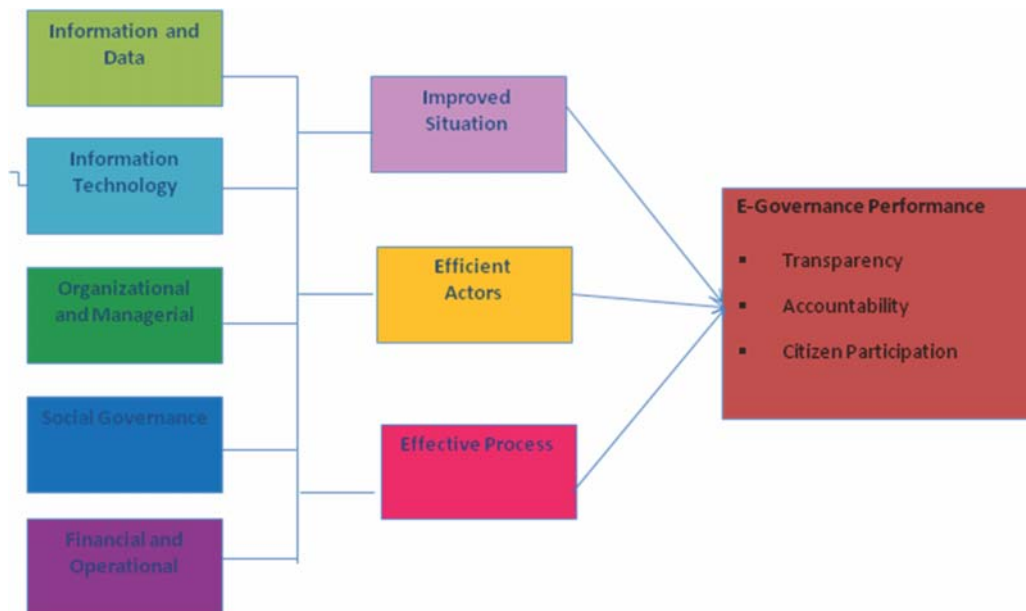 Information and
Data
Information
Technology
Organizational
and Managerial
Social Governance
Financial and
Operational
Improved
Situation
Efficient
Actors
Effective Process
E-Governance Performance
▪ Transparency
▪ Accountability
▪ Citizen Participation